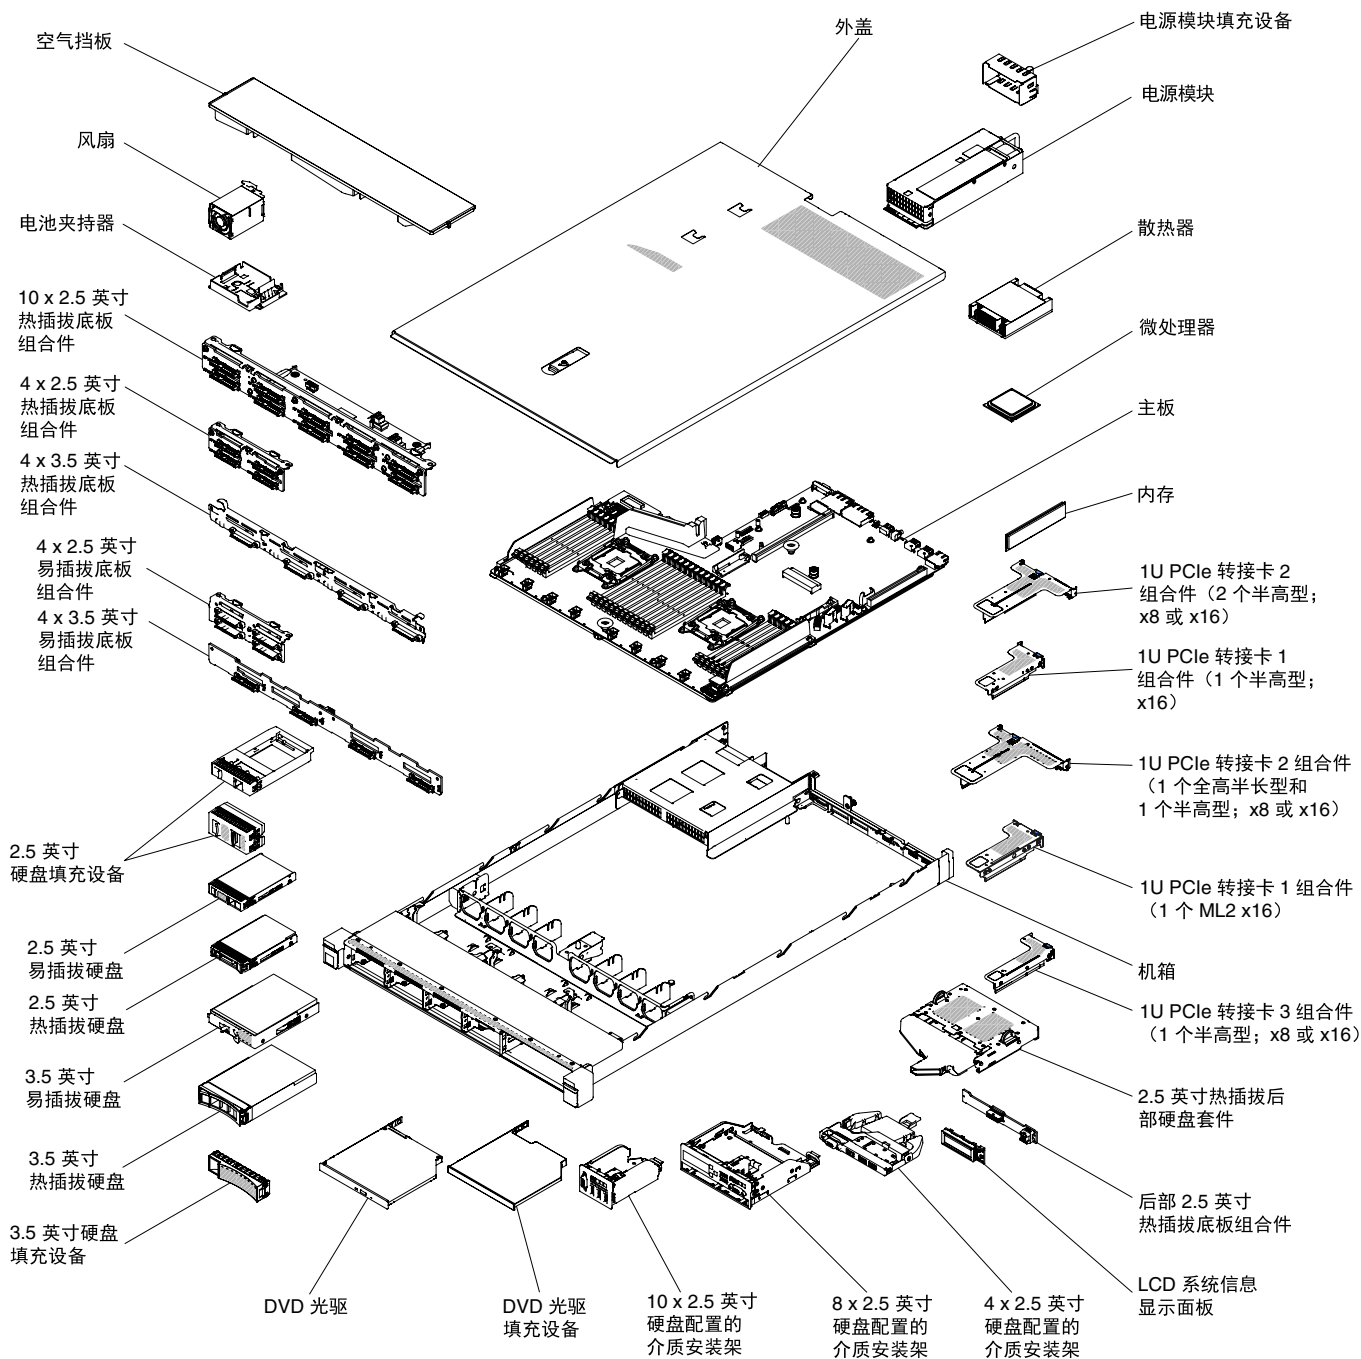 空气挡板
风扇
电池夹持器
10 x 2.5 英寸
热插拔底板
组合件
4 x 2.5 英寸
热插拔底板
组合件
4 x 3.5 英寸
热插拔底板
组合件
4 x 2.5 英寸
易插拔底板
组合件
4 x 3.5 英寸
易插拔底板
组合件
2.5 英寸
硬盘填充设备
2.5 英寸
易插拔硬盘
2.5 英寸
热插拔硬盘
3.5 英寸
易插拔硬盘
3.5 英寸
热插拔硬盘
3.5 英寸硬盘
填充设备
DVD 光驱
DVD 光驱
填充设备
10 x 2.5 英寸
硬盘配置的
介质安装架
8 x 2.5 英寸
硬盘配置的
介质安装架
4 x 2.5 英寸
硬盘配置的
介质安装架
外盖
电源模块填充设备
电源模块
散热器
微处理器
主板
内存
1U PCIe 转接卡 2
组合件（2 个半高型；
x8 或 x16）
1U PCIe 转接卡 1
组合件（1 个半高型；
x16）
1U PCIe 转接卡 2 组合件
（1 个全高半长型和
1 个半高型；x8 或 x16）
1U PCIe 转接卡 1 组合件
（1 个 ML2 x16）
机箱
1U PCIe 转接卡 3 组合件
（1 个半高型；x8 或 x16）
2.5 英寸热插拔后
部硬盘套件
后部 2.5 英寸
热插拔底板组合件
LCD 系统信息
显示面板